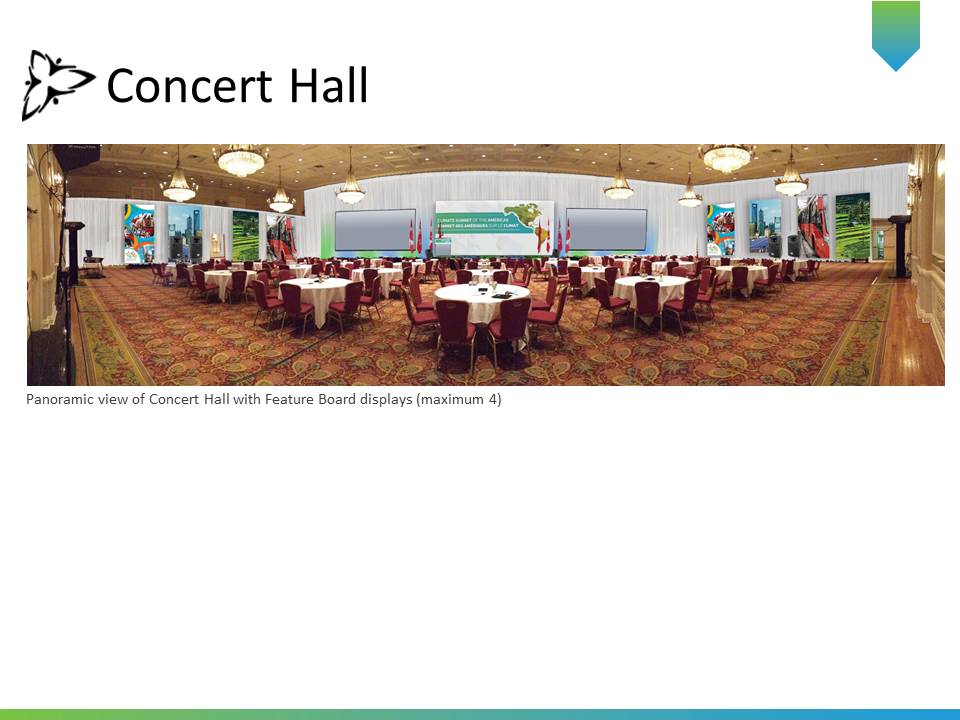 Concert Hall
CLIMATE SUMMIT OF THE AMERICAS
SOMMET DES AMÉRIQUES SUR LE CLIMAT
Panoramic view of Concert Hall with Feature Board displays (maximum 4)